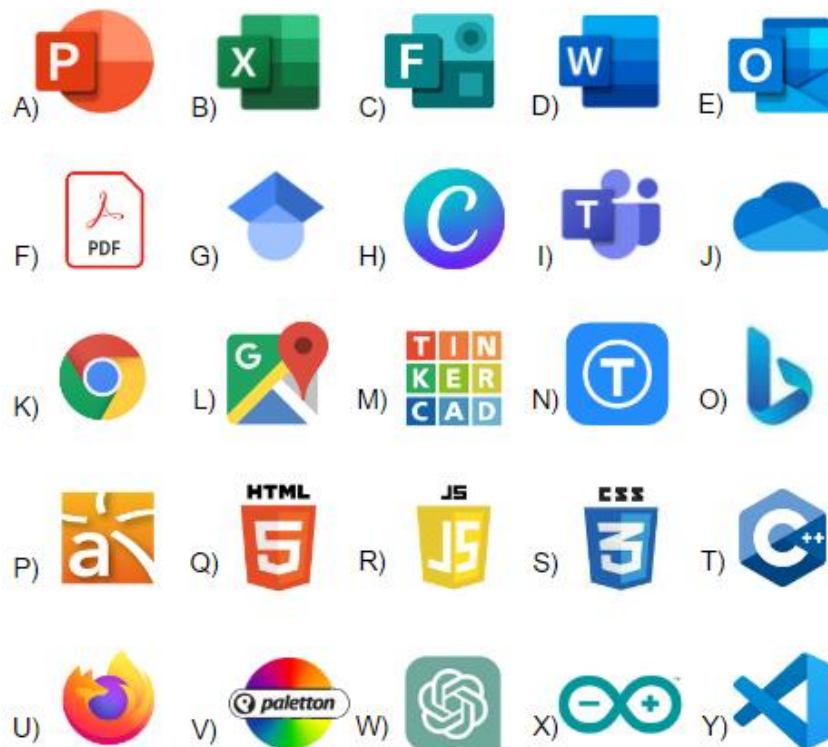 A) P B) X C) F D) W E) O
F) PDF G) H) C I) T J)
K) L) G M) TIN KER CAD N) T O) b
P) a Q) HTML 5 R) JS JS S) CSS 3 T) C++
U) V) paletton W) X) Y)